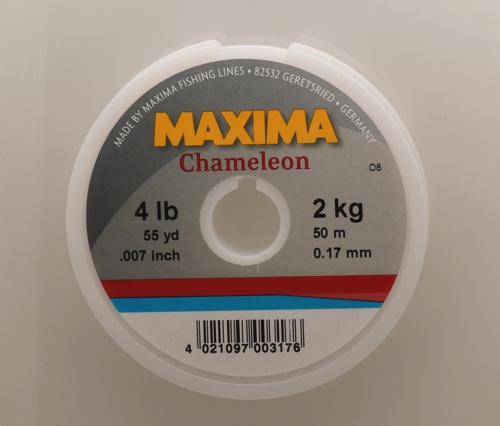 MADE BY MAXIMA FISHING LINES • 82532 GERETSRIED • GERMANY
MAXIMA
Chameleon
O8
4 lb 2 kg
55 yd 50 m
.007 inch 0.17 mm
4 021097 003176